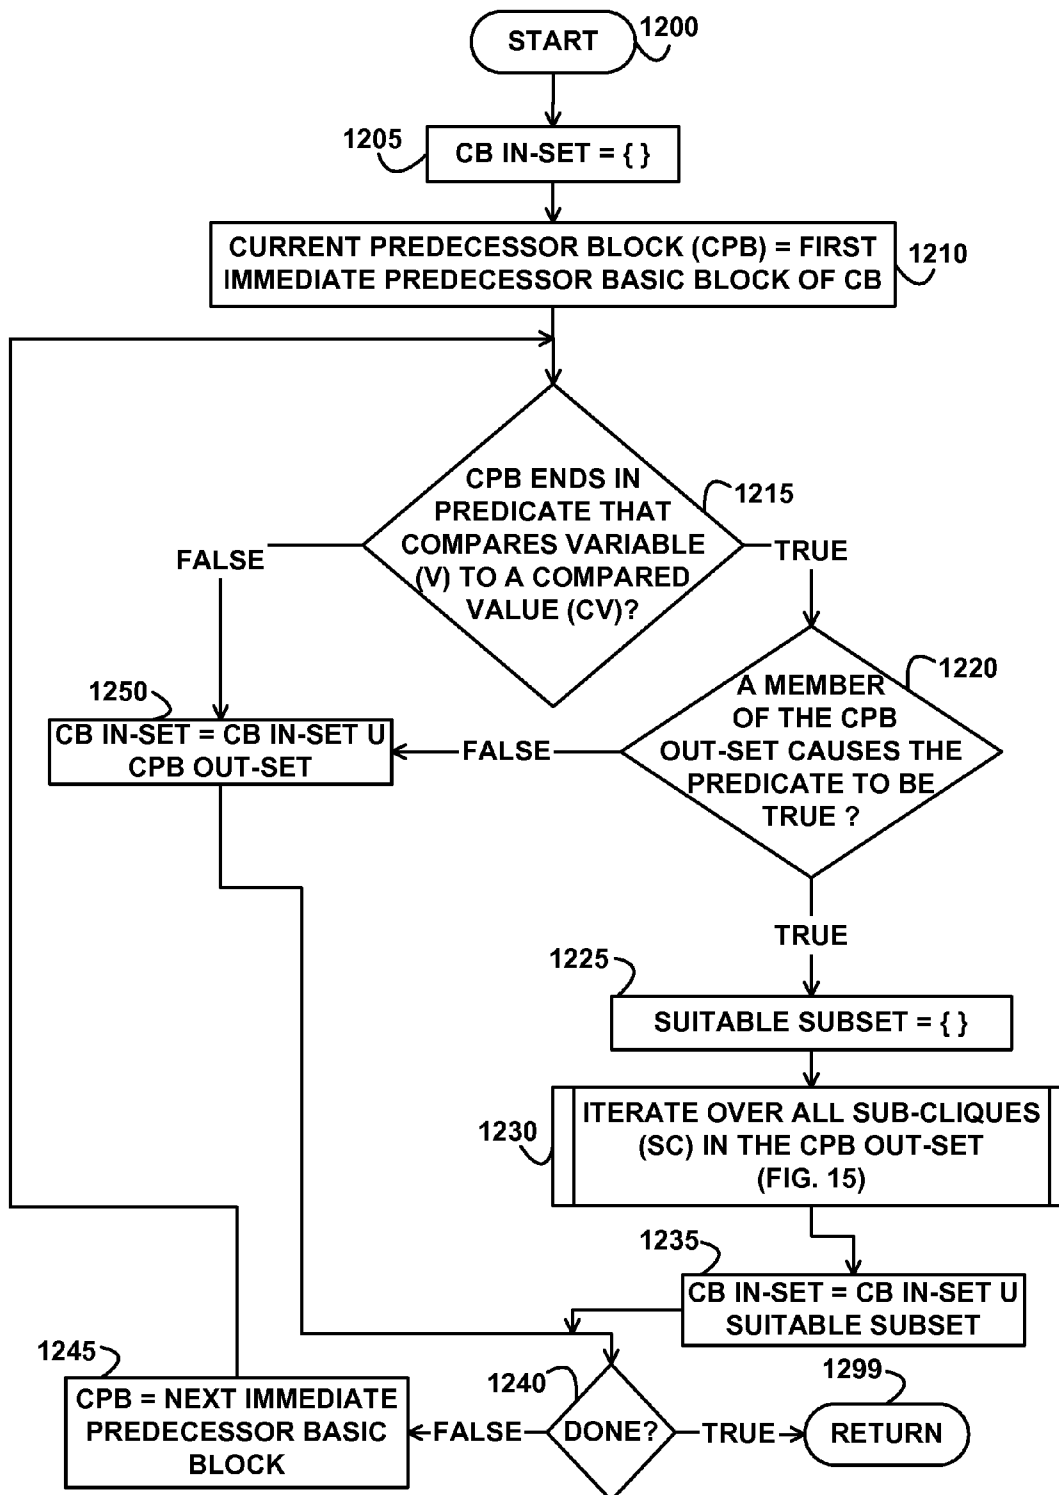 START
1200
1205
CB IN-SET = { }
CURRENT PREDECESSOR BLOCK (CPB) = FIRST
IMMEDIATE PREDECESSOR BASIC BLOCK OF CB
1210
CPB ENDS IN
PREDICATE THAT
COMPARES VARIABLE
(V) TO A COMPARED
VALUE (CV)?
1215
FALSE
TRUE
1250
CB IN-SET = CB IN-SET U
CPB OUT-SET
FALSE
A MEMBER
OF THE CPB
OUT-SET CAUSES THE
PREDICATE TO BE
TRUE ?
1220
TRUE
1225
SUITABLE SUBSET = { }
1230
ITERATE OVER ALL SUB-CLIQUES
(SC) IN THE CPB OUT-SET
(FIG. 15)
1235
CB IN-SET = CB IN-SET U
SUITABLE SUBSET
1245
CPB = NEXT IMMEDIATE
PREDECESSOR BASIC
BLOCK
FALSE
1240
DONE?
TRUE
1299
RETURN